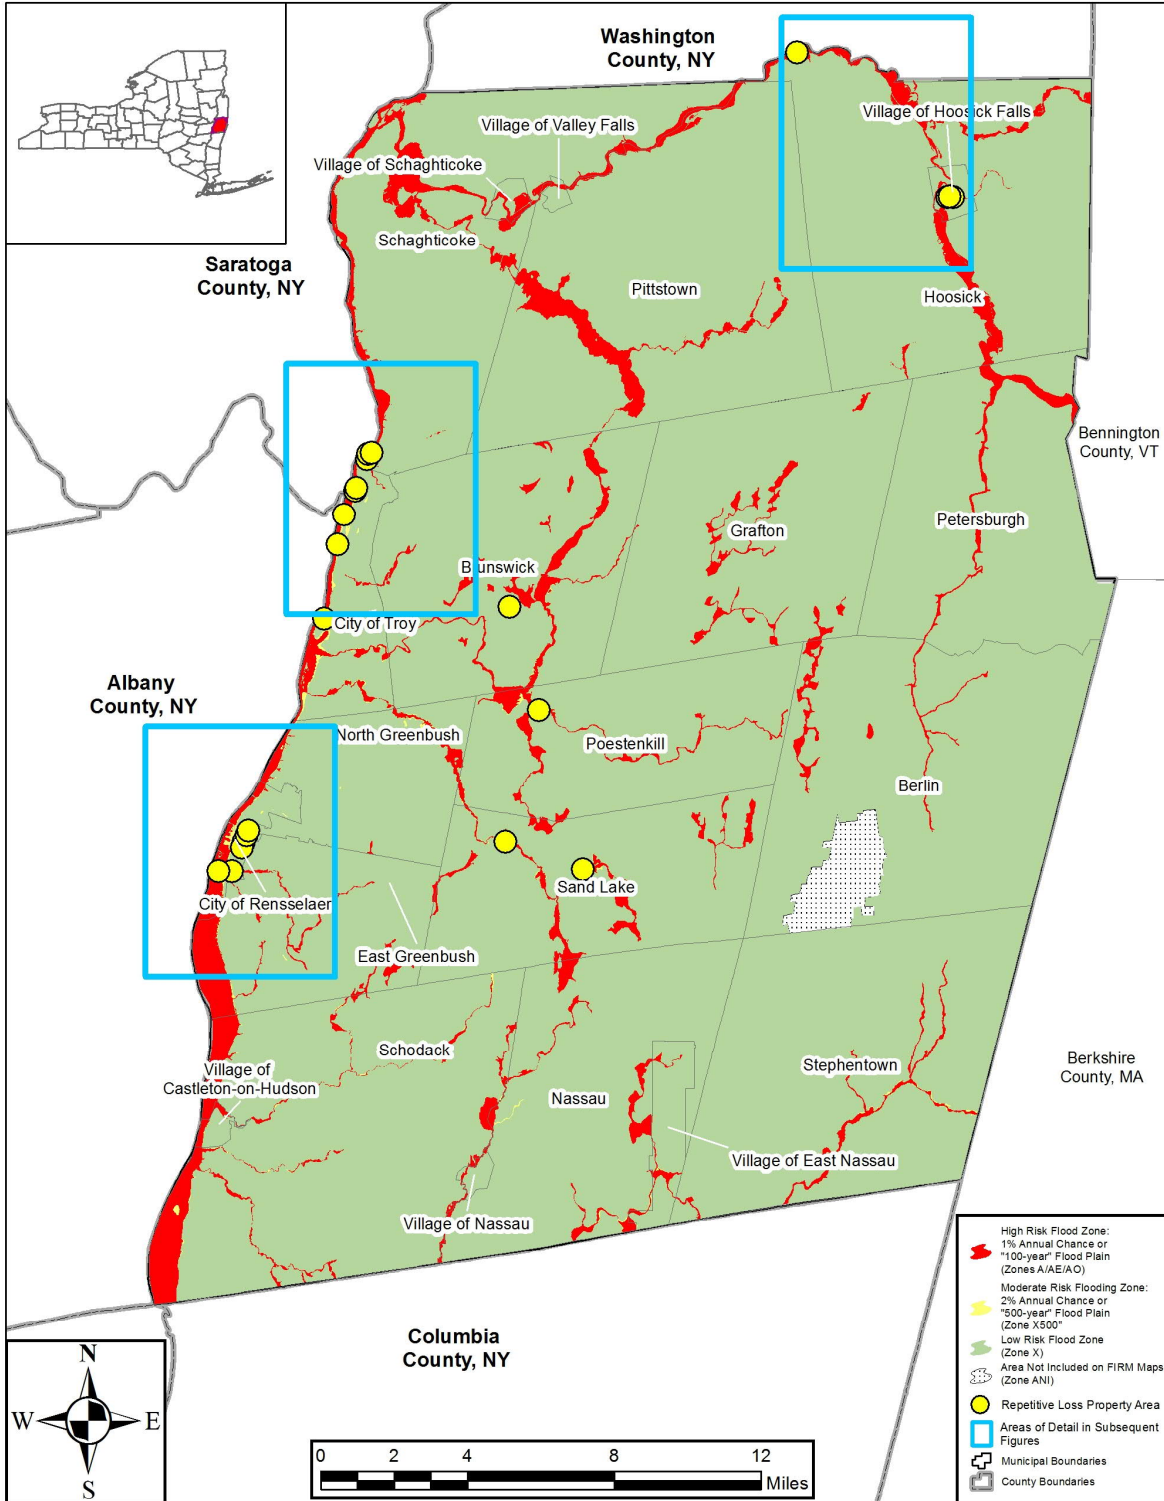 Washington
County, NY
Village of Hoosick Falls
Village of Valley Falls
Village of Schaghticoke
Schaghticoke
Saratoga
County, NY
Pittstown
Hoosick
Bennington
County, VT
Petersburgh
Grafton
Brunswick
City of Troy
Albany
County, NY
North Greenbush
Poestenkill
Berlin
Sand Lake
City of Rensselaer
East Greenbush
Schodack
Village of
Castleton-on-Hudson
Stephentown
Berkshire
County, MA
Nassau
Village of East Nassau
Village of Nassau
Columbia
County, NY
N
W
E
S
0
2
4
8
12
Miles
High Risk Flood Zone:
1% Annual Chance or
"100-year" Flood Plain
(Zones A/AE/AO)
Moderate Risk Flooding Zone:
2% Annual Chance or
"500-year" Flood Plain
(Zone X500"
Low Risk Flood Zone
(Zone X)
Area Not Included on FIRM Maps
(Zone ANI)
Repetitive Loss Property Area
Areas of Detail in Subsequent
Figures
Municipal Boundaries
County Boundaries